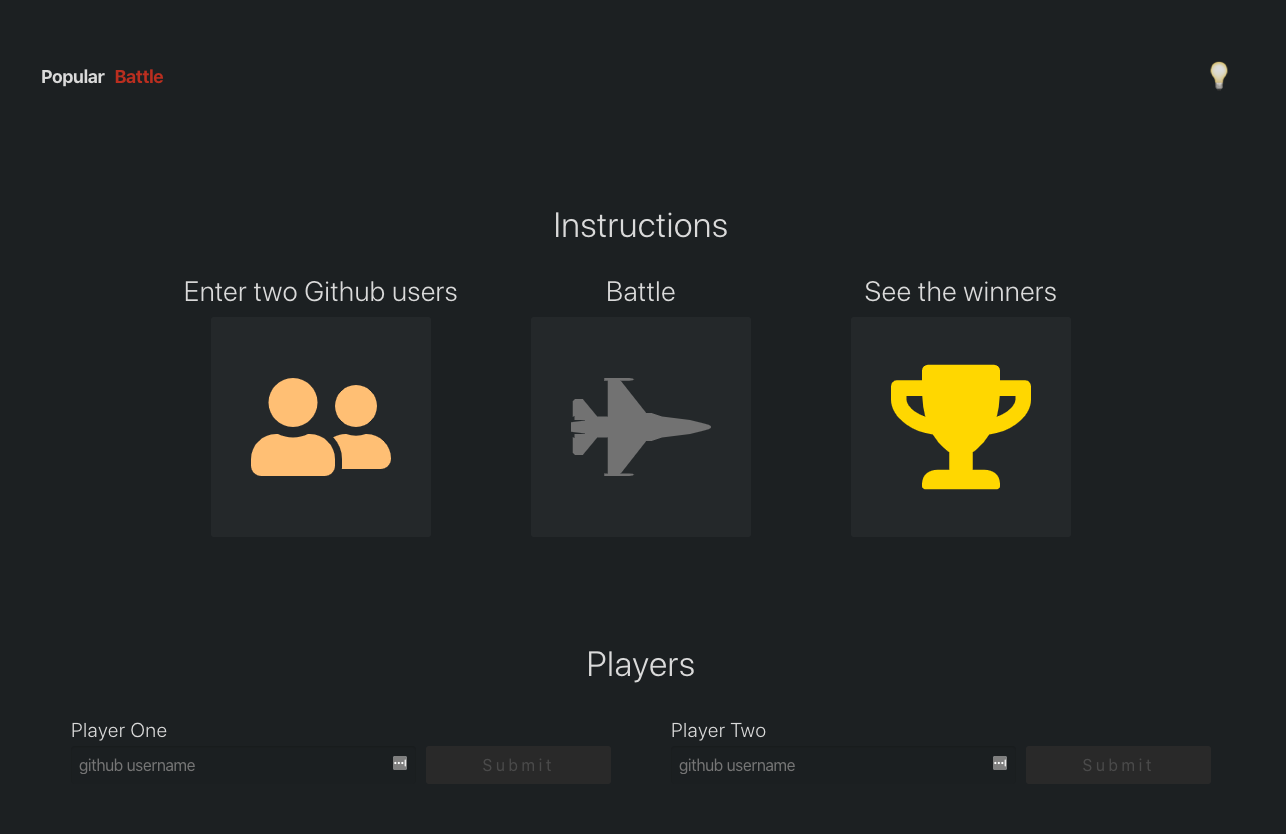 Popular Battle
Instructions
Enter two Github users
Battle
See the winners
Players
Player One
github username
Submit
Player Two
github username
Submit